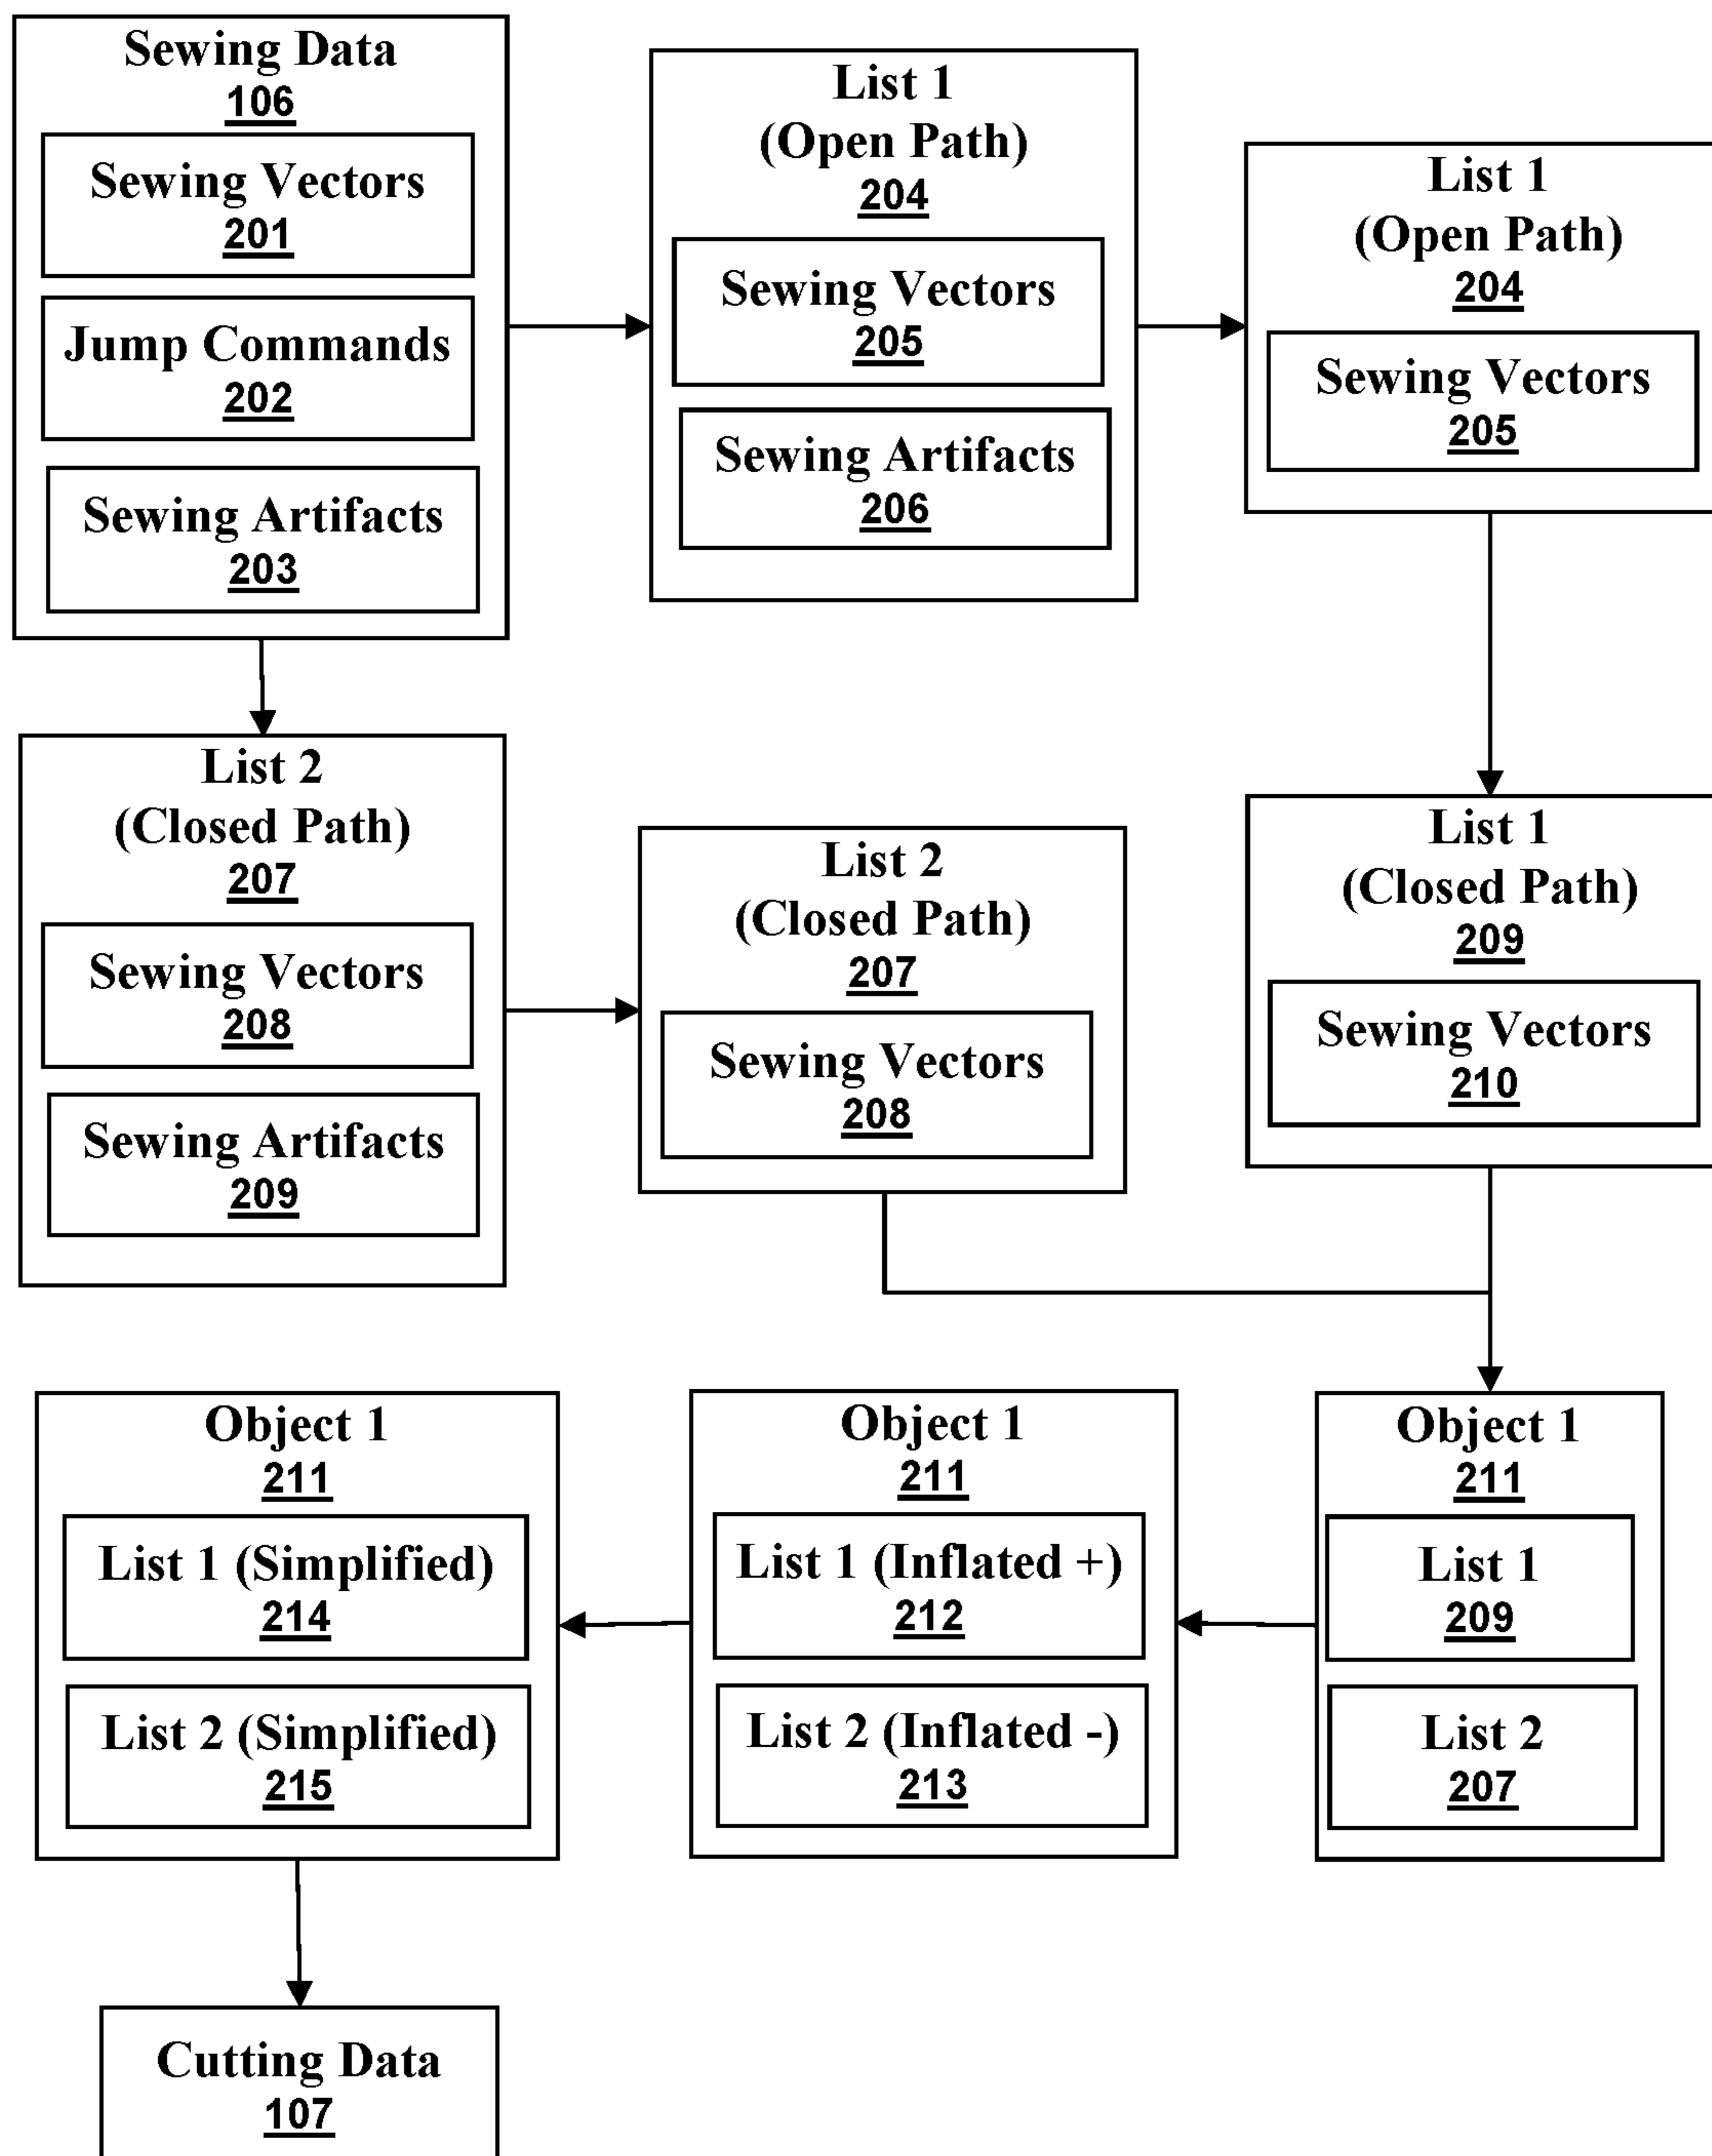 Sewing Data
106
Sewing Vectors
201
Jump Commands
202
Sewing Artifacts
203
List 1
(Open Path)
204
Sewing Vectors
205
Sewing Artifacts
206
List 1
(Open Path)
204
Sewing Vectors
205
List 2
(Closed Path)
207
Sewing Vectors
208
Sewing Artifacts
209
List 2
(Closed Path)
207
Sewing Vectors
208
List 1
(Closed Path)
209
Sewing Vectors
210
Object 1
211
List 1 (Simplified)
214
List 2 (Simplified)
215
Object 1
211
List 1 (Inflated +)
212
List 2 (Inflated -)
213
Object 1
211
List 1
209
List 2
207
Cutting Data
107